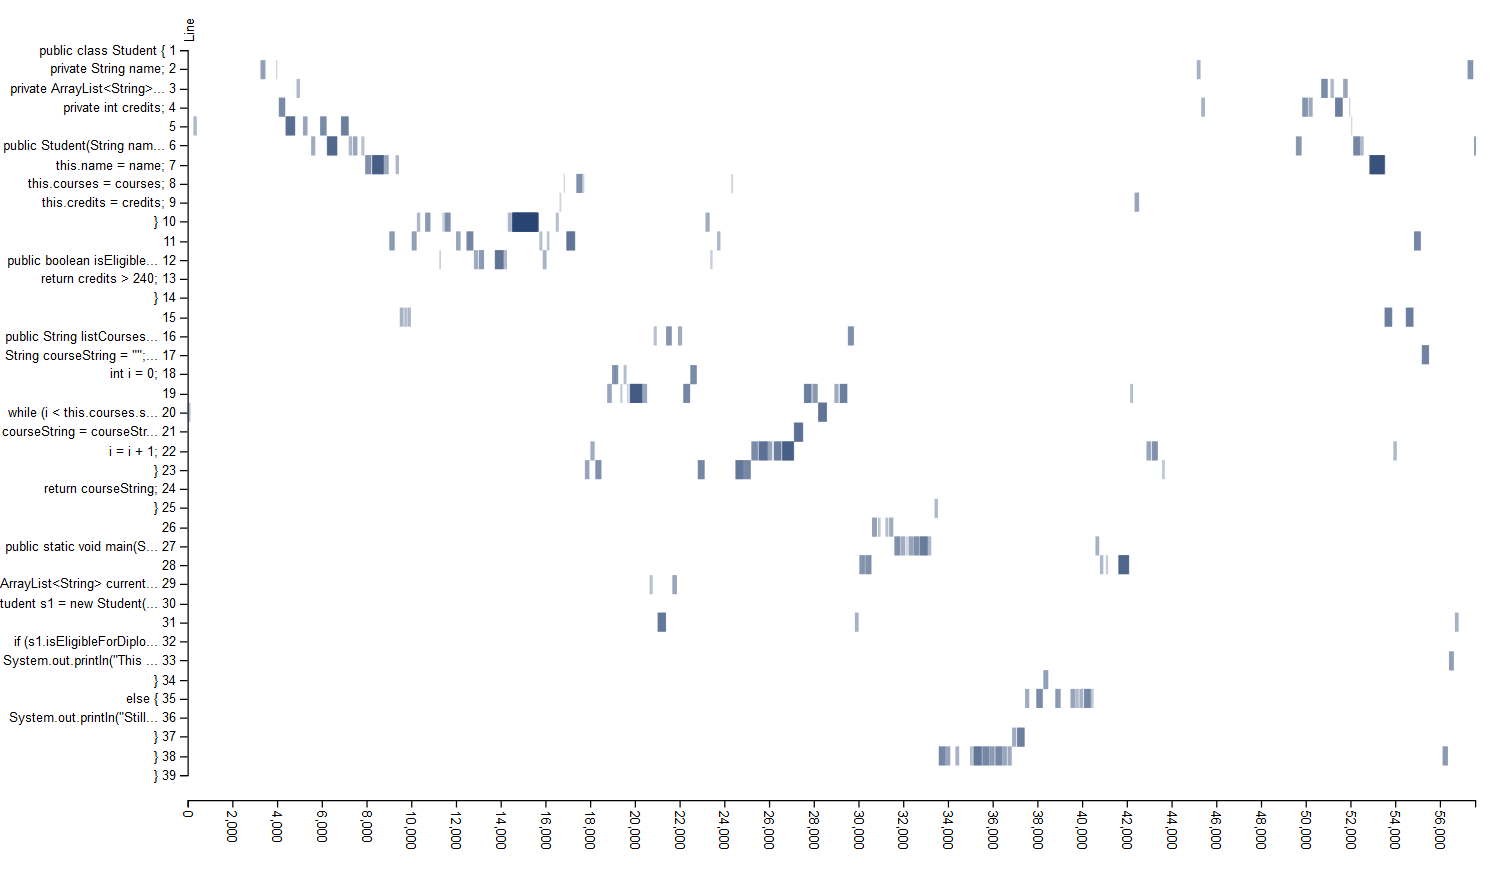 Line
public class Student { 1
private String name; 2
private ArrayList<String>... 3
private int credits; 4
5
public Student(String nam... 6
this.name = name; 7
this.courses = courses; 8
this.credits = credits; 9
} 10
11
public boolean isEligible... 12
return credits > 240; 13
} 14
15
public String listCourses... 16
String courseString = "";... 17
int i = 0; 18
19
while (i < this.courses.s... 20
courseString = courseStr... 21
i = i + 1; 22
} 23
return courseString; 24
} 25
26
public static void main(S... 27
28
ArrayList<String> current... 29
tudent s1 = new Student(... 30
31
if (s1.isEligibleForDiplo... 32
System.out.println("This ... 33
} 34
else { 35
System.out.println("Still... 36
} 37
} 38
} 39
0 2,000 4,000 6,000 8,000 10,000 12,000 14,000 16,000 18,000 20,000 22,000 24,000 26,000 28,000 30,000 32,000 34,000 36,000 38,000 40,000 42,000 44,000 46,000 48,000 50,000 52,000 54,000 56,000